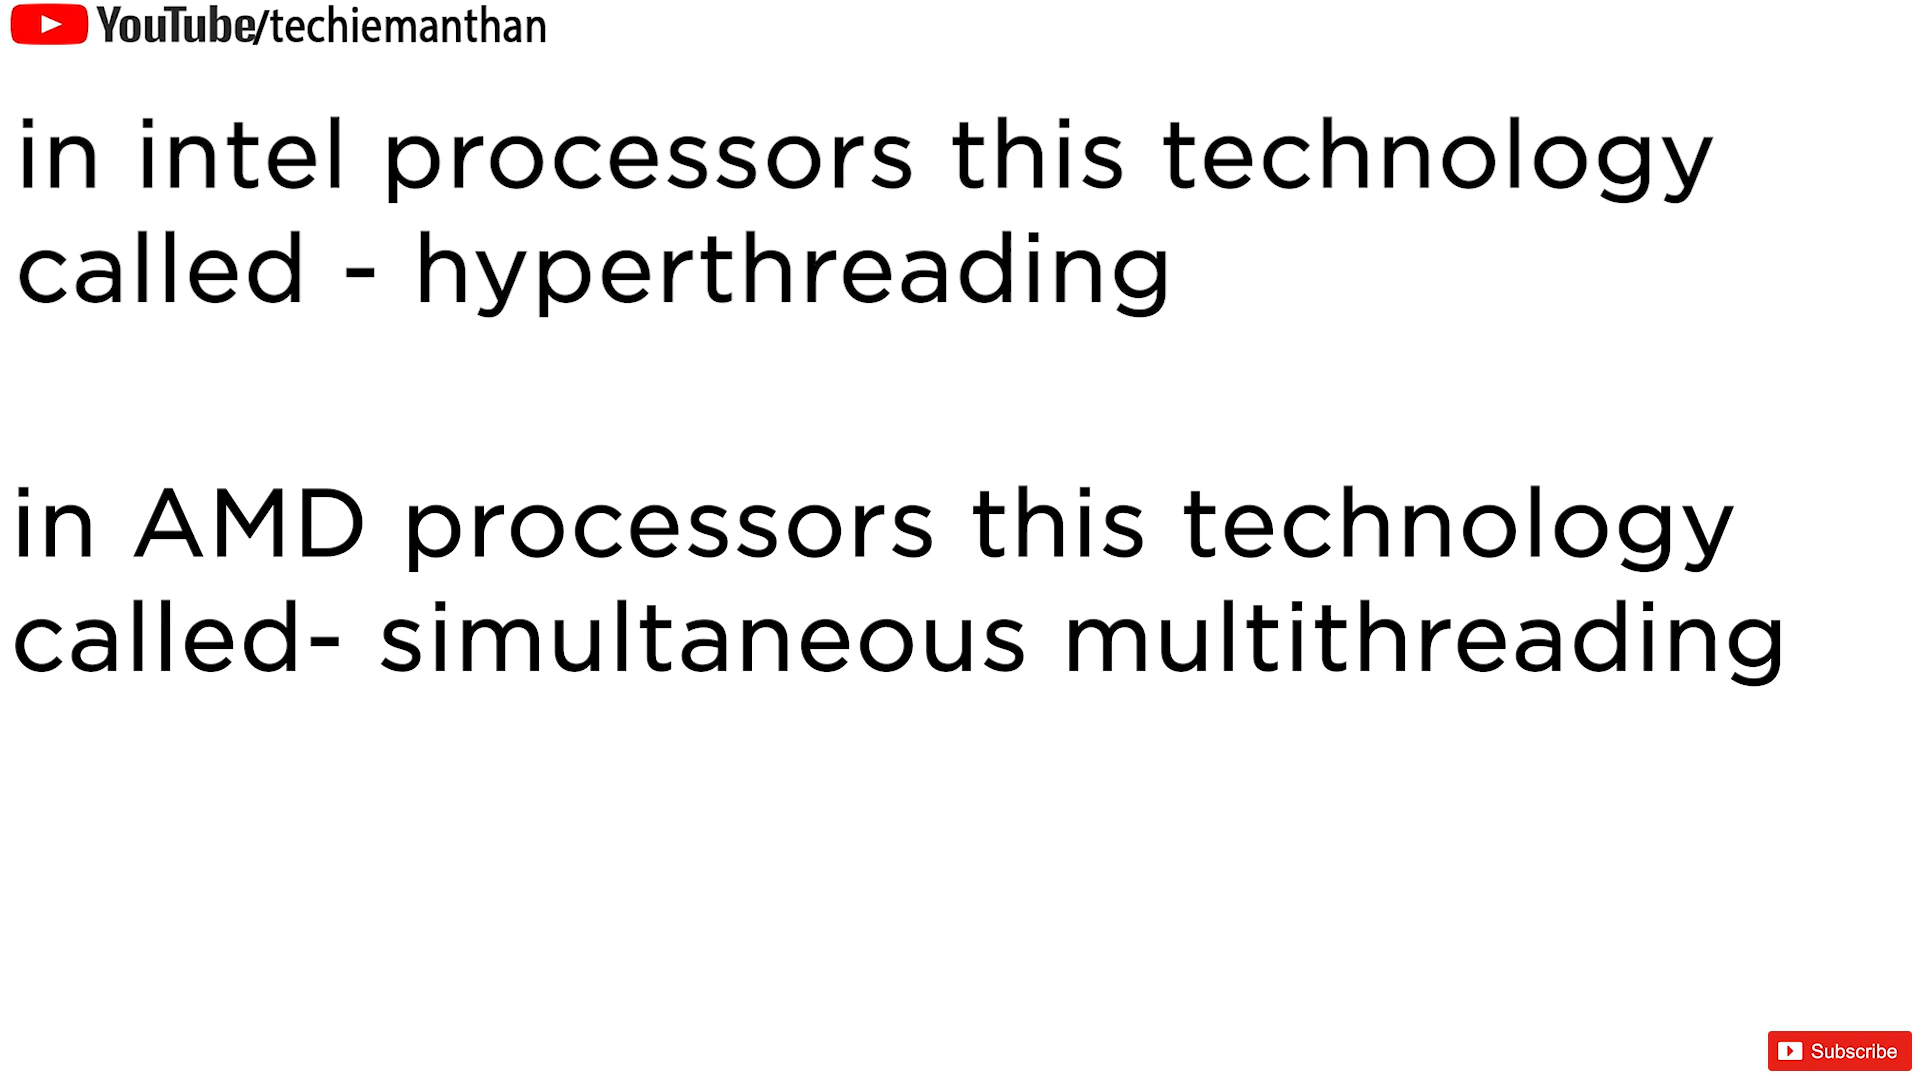 YouTube/techiemanthan
in intel processors this technology
called - hyperthreading
in AMD processors this technology
called- simultaneous multithreading
Subscribe